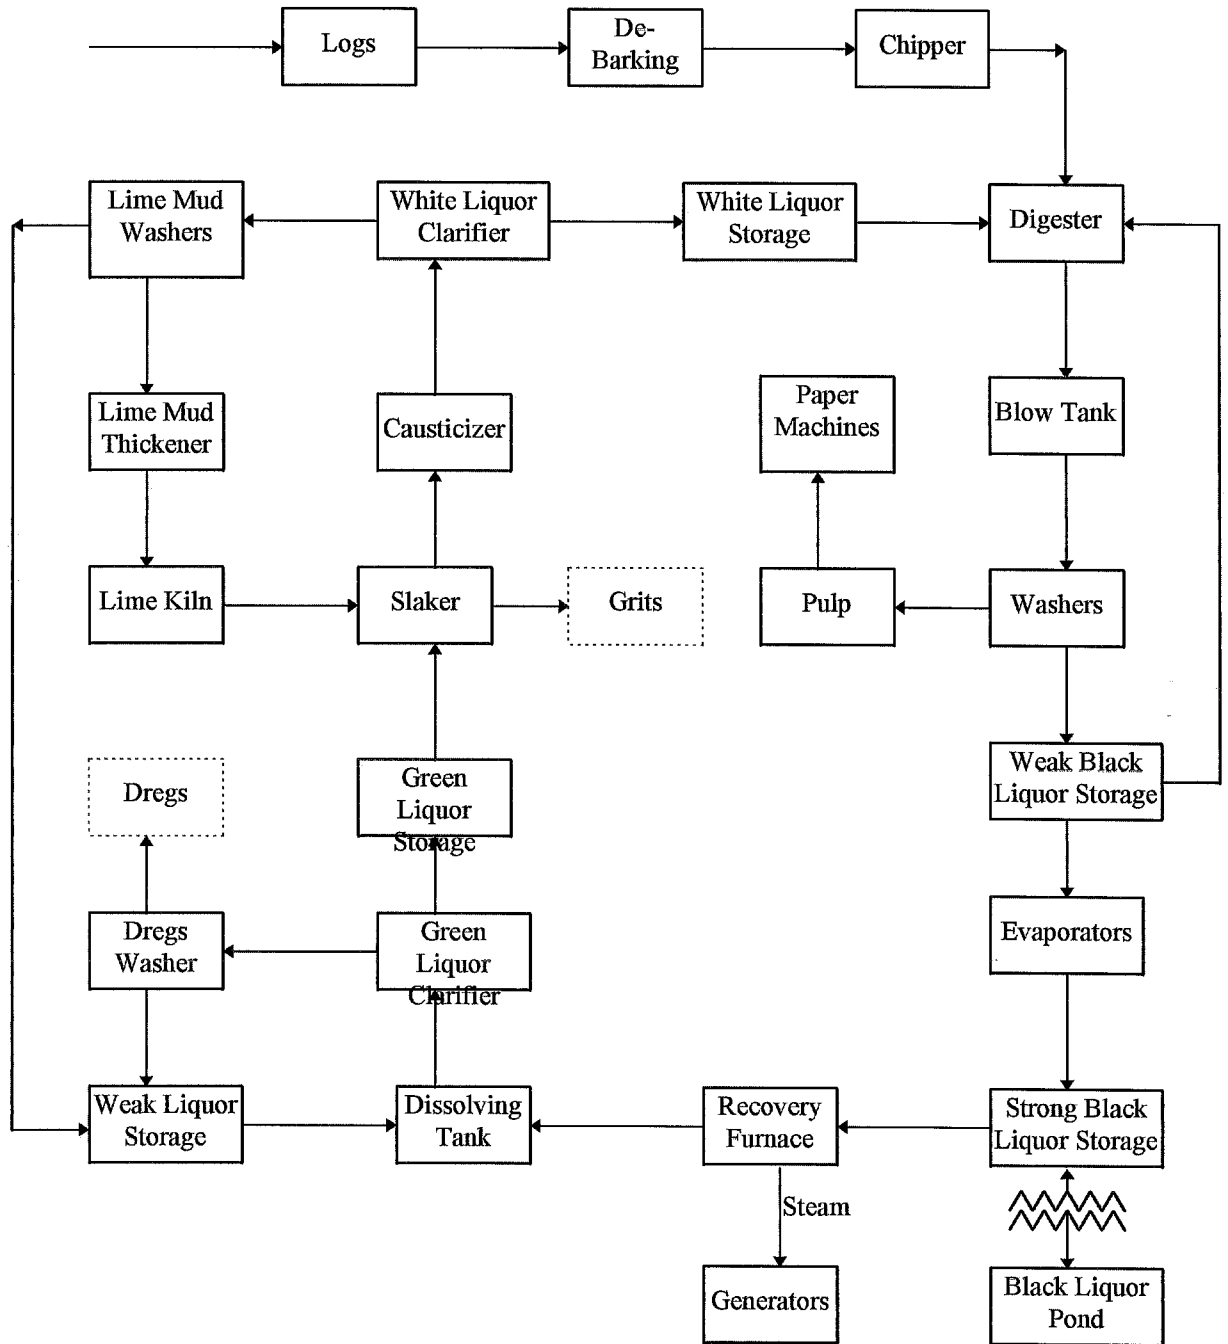 Logs
De-
Barking
Chipper
Lime Mud
Washers
White Liquor
Clarifier
White Liquor
Storage
Digester
Lime Mud
Thickener
Causticizer
Paper
Machines
Blow Tank
Lime Kiln
Slaker
Grits
Pulp
Washers
Dregs
Green
Liquor
Storage
Weak Black
Liquor Storage
Dregs
Washer
Green
Liquor
Clarifier
Evaporators
Weak Liquor
Storage
Dissolving
Tank
Recovery
Furnace
Strong Black
Liquor Storage
Steam
Generators
Black Liquor
Pond